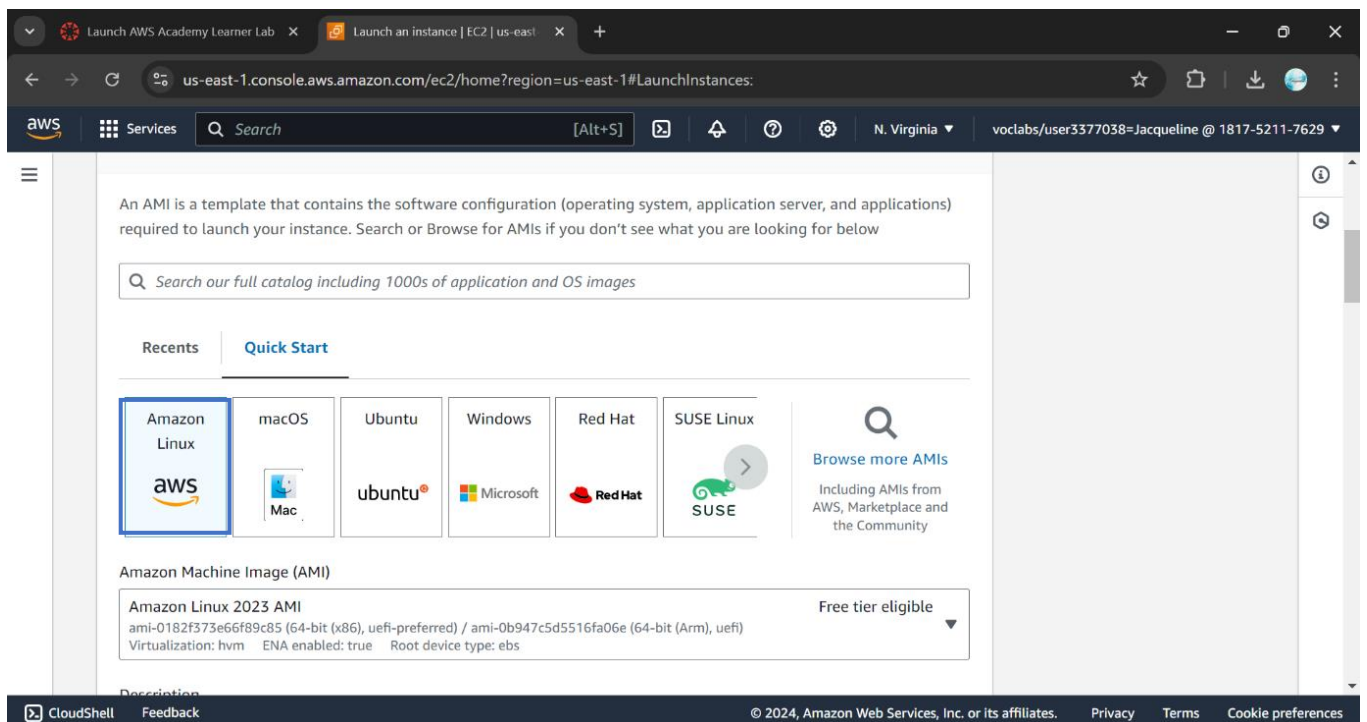 Launch AWS Academy Learner Lab
Launch an instance | EC2 | us-east
us-east-1.console.aws.amazon.com/ec2/home?region=us-east-1#LaunchInstances:
aws
Services
Search
[Alt+S]
N. Virginia
voclabs/user3377038=Jacqueline @ 1817-5211-7629
An AMI is a template that contains the software configuration (operating system, application server, and applications)
required to launch your instance. Search or Browse for AMIs if you don't see what you are looking for below
Search our full catalog including 1000s of application and OS images
Recents
Quick Start
Amazon
Linux
aws
macOS
Mac
Ubuntu
ubuntu
Windows
Microsoft
Red Hat
Red Hat
SUSE Linux
SUSE
Browse more AMIs
Including AMIs from
AWS, Marketplace and
the Community
Amazon Machine Image (AMI)
Amazon Linux 2023 AMI
Free tier eligible
ami-0182f373e66f89c85 (64-bit (x86), uefi-preferred) / ami-0b947c5d5516fa06e (64-bit (Arm), uefi)
Virtualization: hvm ENA enabled: true Root device type: ebs
Description
CloudShell
Feedback
© 2024, Amazon Web Services, Inc. or its affiliates.
Privacy
Terms
Cookie preferences